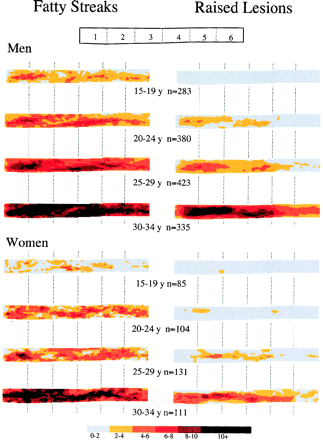 Fatty Streaks Raised Lesions
1 2 3 4 5 6
Men
15-19 y n=283
20-24 y n=380
25-29 y n=423
30-34 y n=335
Women
15-19 y n=85
20-24 y n=104
25-29 y n=131
30-34 y n=111
0-2 2-4 4-6 6-8 8-10 10+